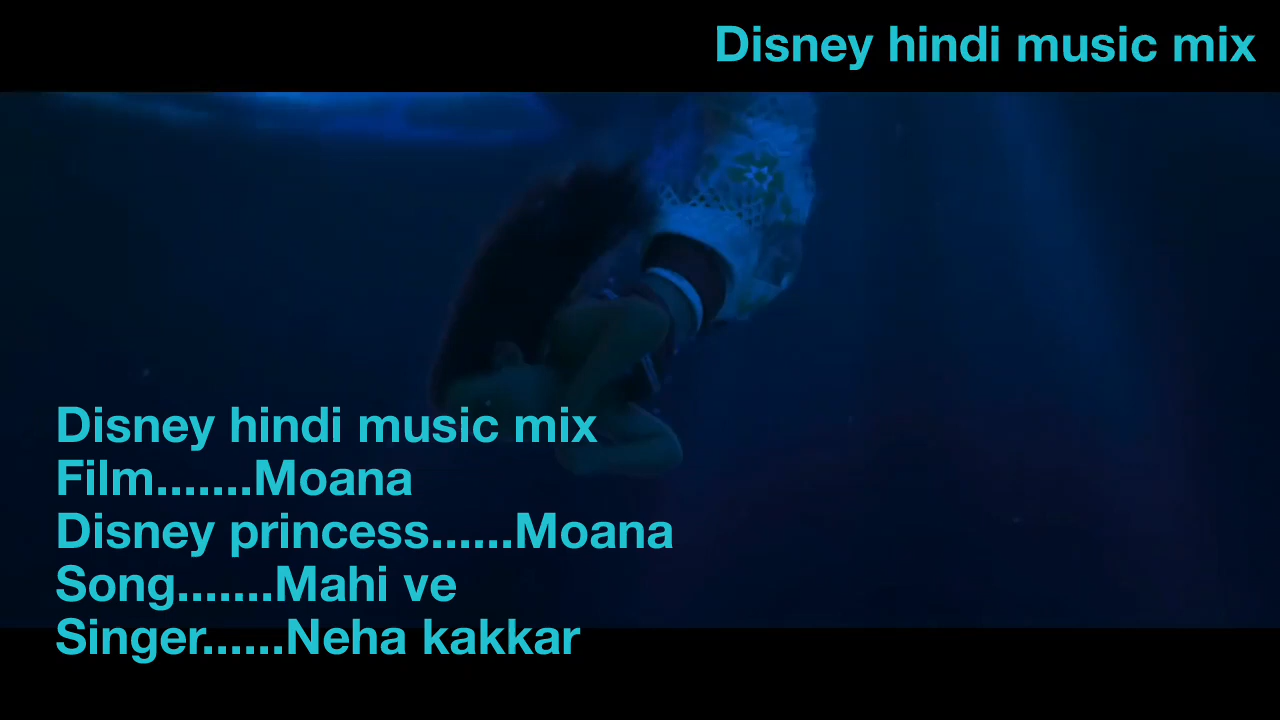 Disney hindi music mix
Disney hindi music mix
Film.......Moana
Disney princess......Moana
Song.......Mahi ve
Singer......Neha kakkar